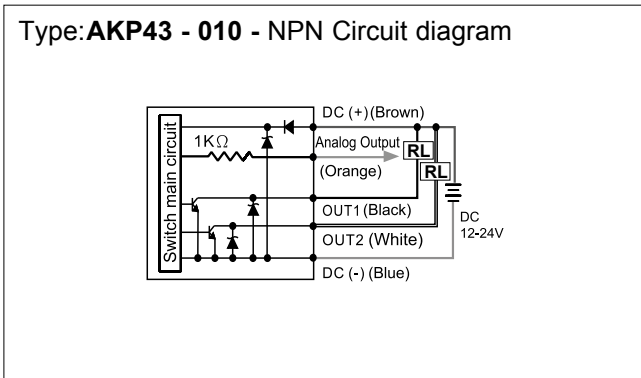 Type:AKP43 - 010 - NPN Circuit diagram
DC (+)(Brown)
1KΩ
Analog Output
RL
(Orange)
RL
Switch main circuit
OUT1(Black)
DC
12-24V
OUT2 (White)
DC (-) (Blue)